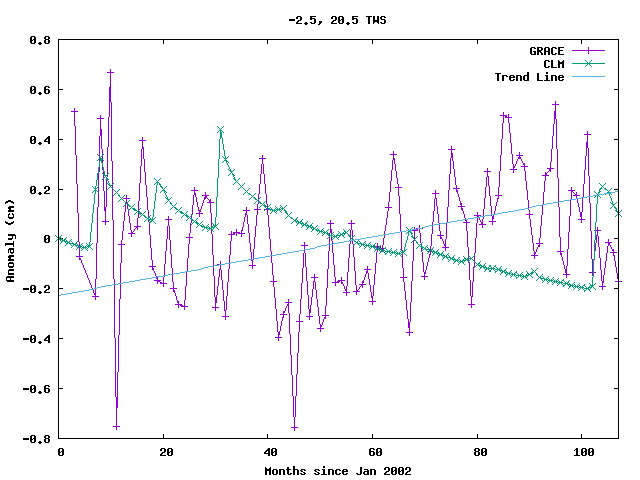 -2.5, 20.5 TWS
GRACE
CLM
Trend Line
0.8
0.6
0.4
0.2
0
-0.2
-0.4
-0.6
-0.8
Anomaly (cm)
0 20 40 60 80 100
Months since Jan 2002